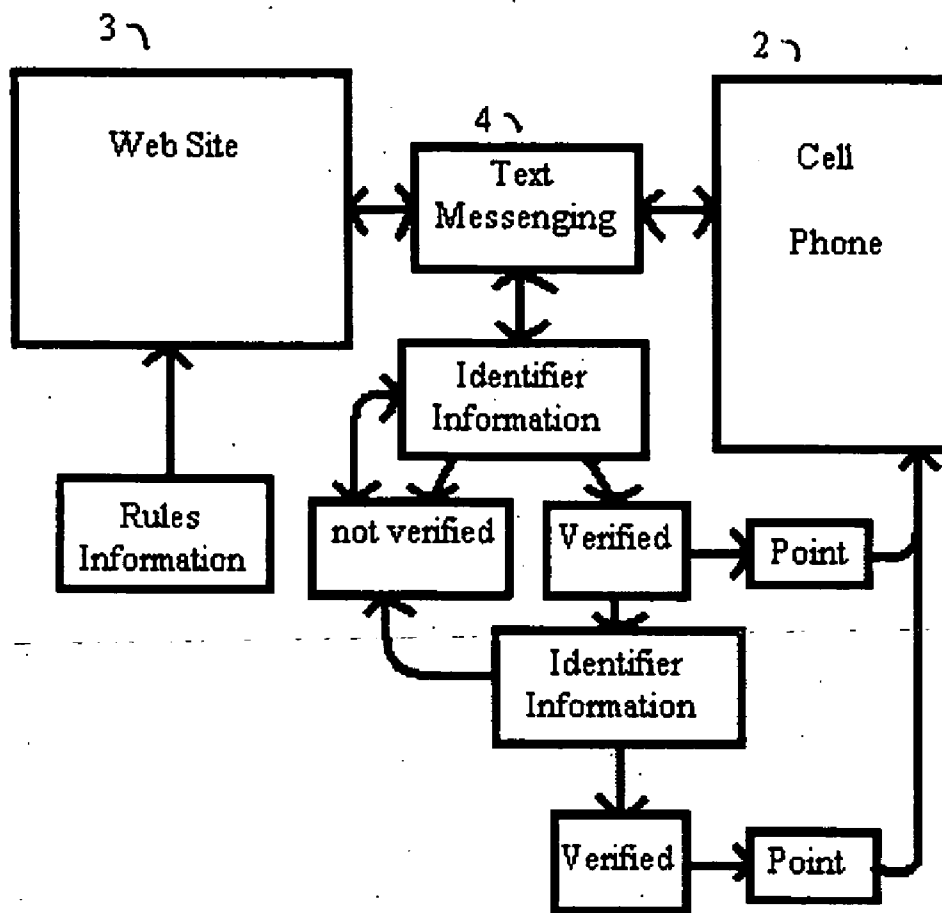 3
2
Web Site
4
Text
Messenging
Cell
Phone
Identifier
Information
Rules
Information
not verified
Verified
Point
Identifier
Information
Verified
Point